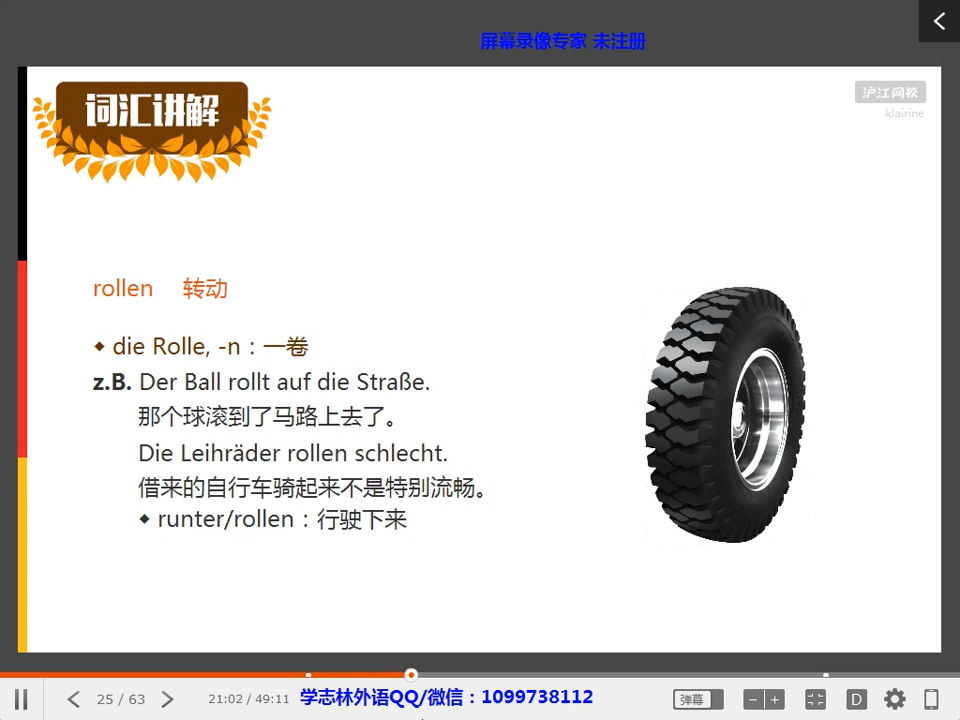 屏幕录像专家 未注册
词汇讲解
沪江网校
klairine
rollen 转动
◆ die Rolle, -n：一卷
z.B. Der Ball rollt auf die Straße.
那个球滚到了马路上去了。
Die Leihräder rollen schlecht.
借来的自行车骑起来不是特别流畅。
◆ runter/rollen：行驶下来
25 / 63
21:02 / 49:11
学志林外语QQ/微信：1099738112
弹幕
D